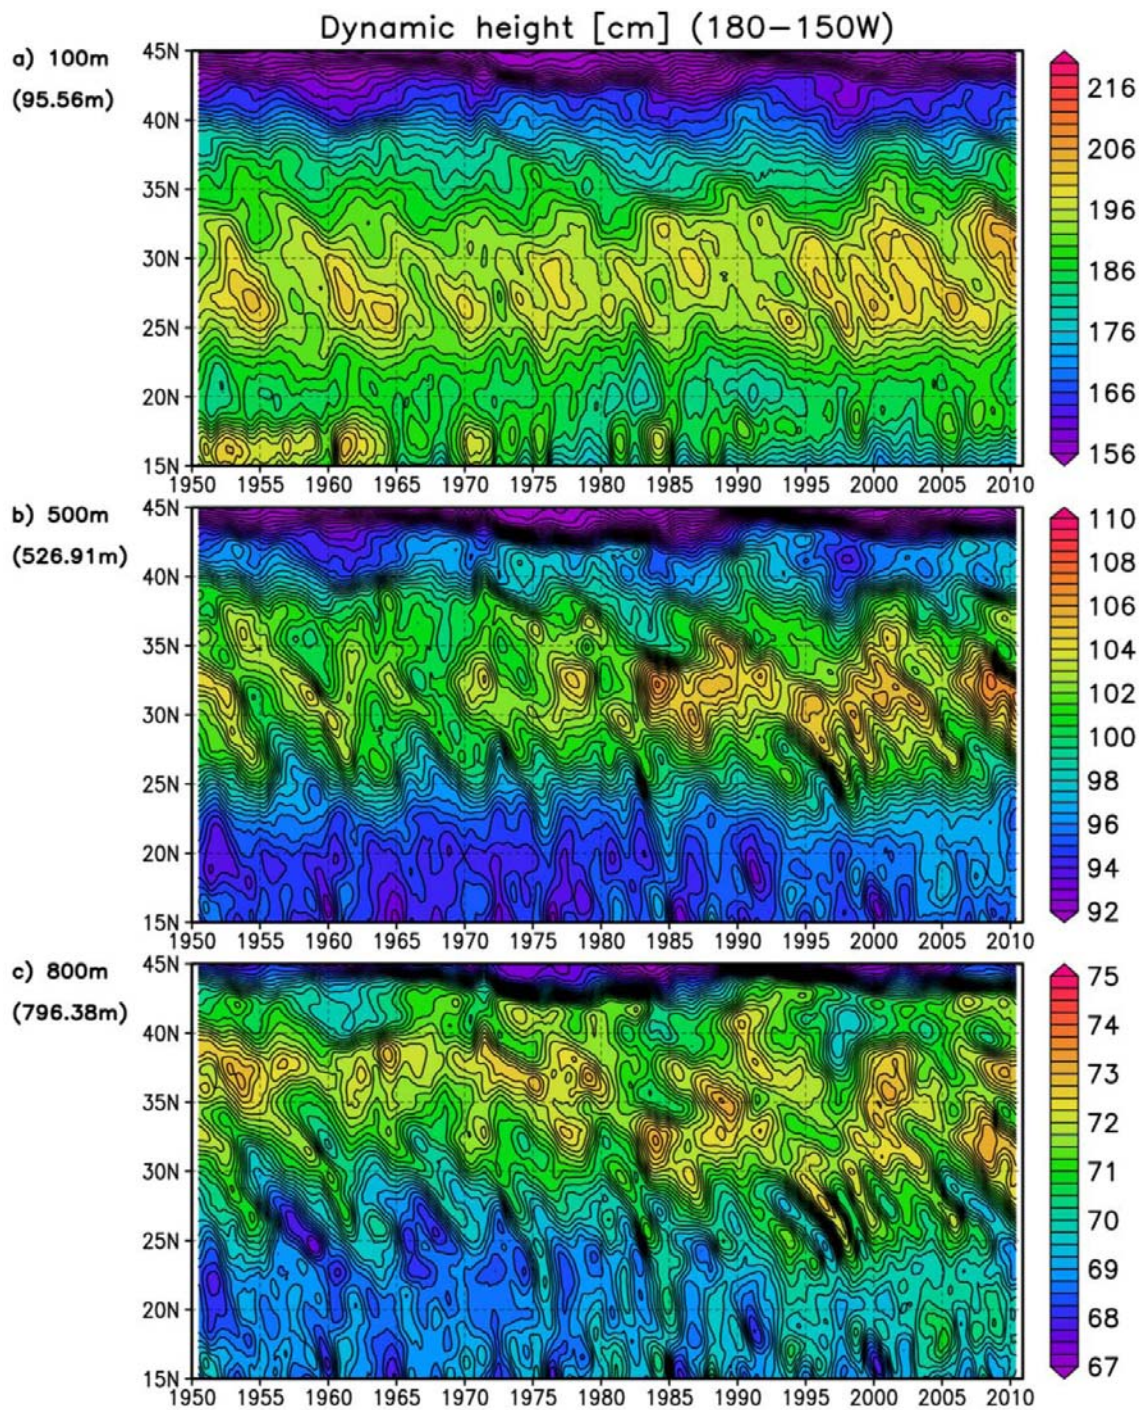 Dynamic height [cm] (180–150W)
a) 100m
(95.56m)
45N
40N
35N
30N
25N
20N
15N
1950 1955 1960 1965 1970 1975 1980 1985 1990 1995 2000 2005 2010
216
206
196
186
176
166
156
b) 500m
(526.91m)
45N
40N
35N
30N
25N
20N
15N
1950 1955 1960 1965 1970 1975 1980 1985 1990 1995 2000 2005 2010
110
108
106
104
102
100
98
96
94
92
c) 800m
(796.38m)
45N
40N
35N
30N
25N
20N
15N
1950 1955 1960 1965 1970 1975 1980 1985 1990 1995 2000 2005 2010
75
74
73
72
71
70
69
68
67